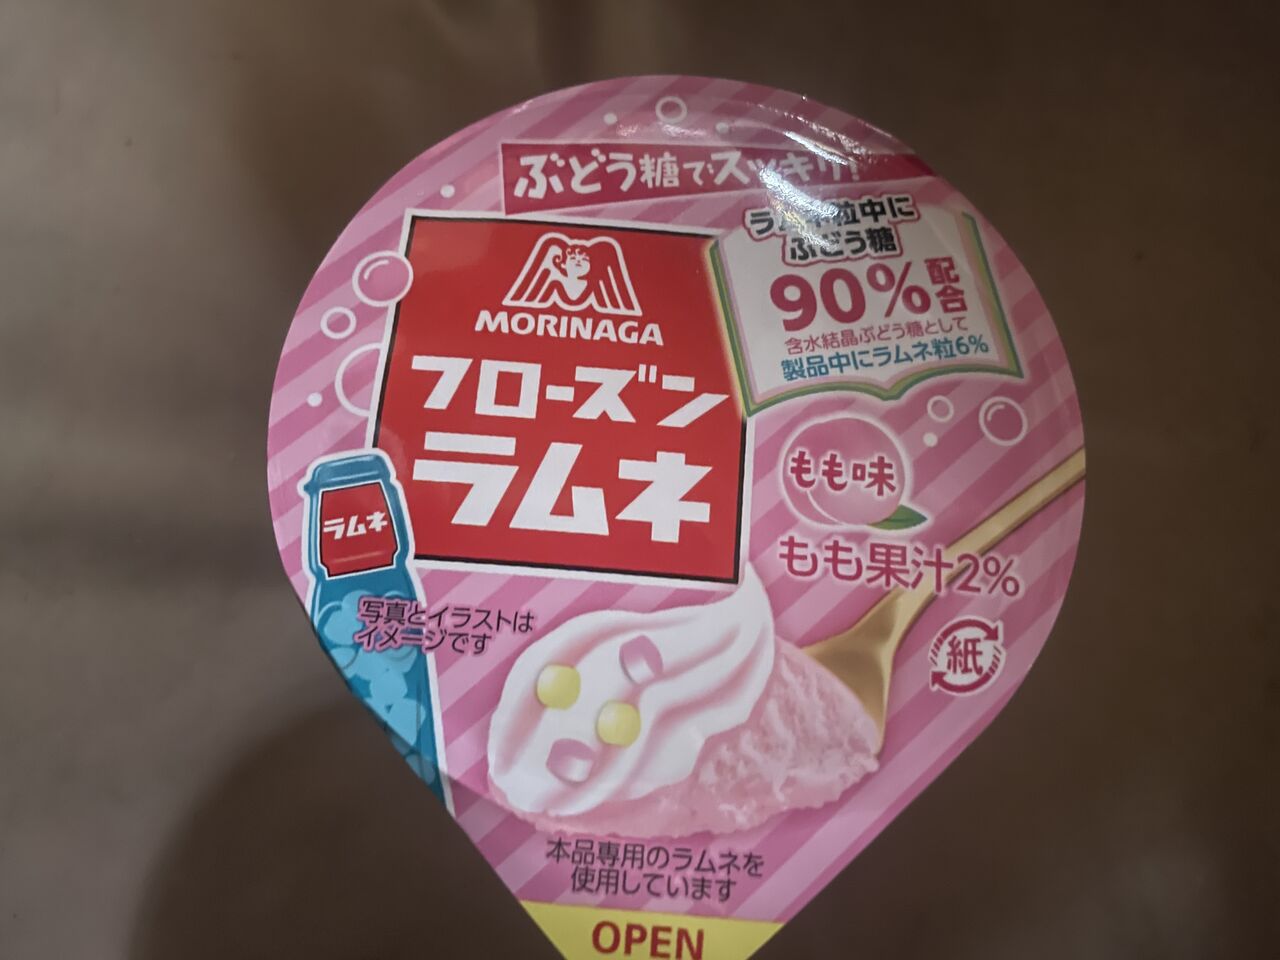 ぶどう糖でスッキリ!
ラムネ粒中に
ぶどう糖
90%配合
含水結晶ぶどう糖として
製品中にラムネ粒6%
MORINAGA
フローズン
ラムネ
もも味
もも果汁2%
ラムネ
写真とイラストは
イメージです
紙
本品専用のラムネを
使用しています
OPEN